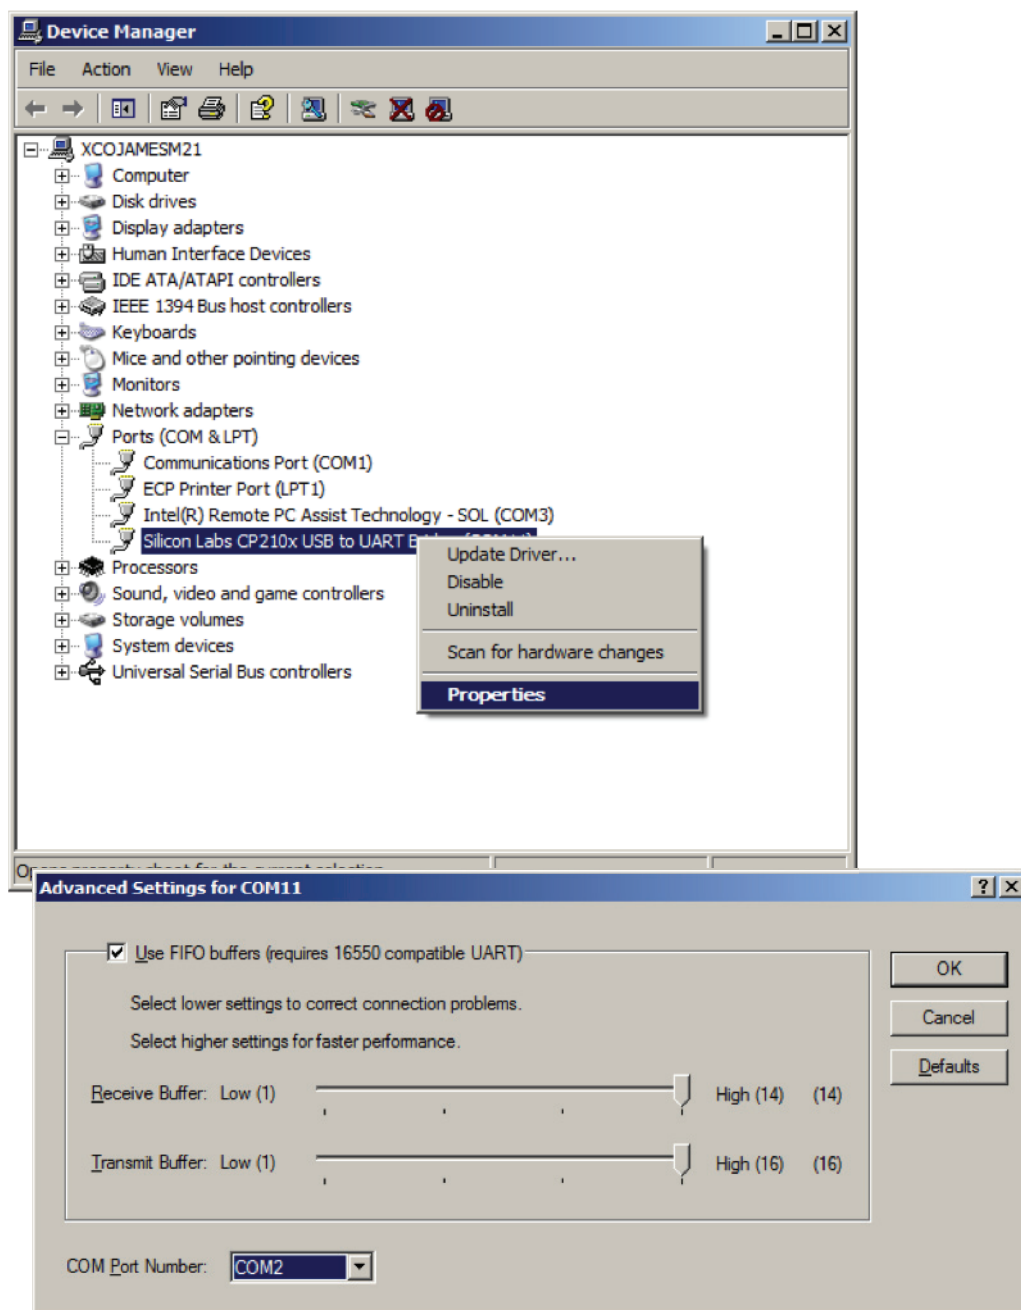 Device Manager
File Action View Help
XCOJAMESM21
Computer
Disk drives
Display adapters
Human Interface Devices
IDE ATA/ATAPI controllers
IEEE 1394 Bus host controllers
Keyboards
Mice and other pointing devices
Monitors
Network adapters
Ports (COM & LPT)
Communications Port (COM1)
ECP Printer Port (LPT1)
Intel(R) Remote PC Assist Technology - SOL (COM3)
Silicon Labs CP210x USB to UART
Update Driver...
Disable
Uninstall
Scan for hardware changes
Properties
Processors
Sound, video and game controllers
Storage volumes
System devices
Universal Serial Bus controllers
Advanced Settings for COM11
Use FIFO buffers (requires 16550 compatible UART)
OK
Select lower settings to correct connection problems.
Cancel
Select higher settings for faster performance.
Defaults
Receive Buffer: Low (1) High (14) (14)
Transmit Buffer: Low (1) High (16) (16)
COM Port Number: COM2